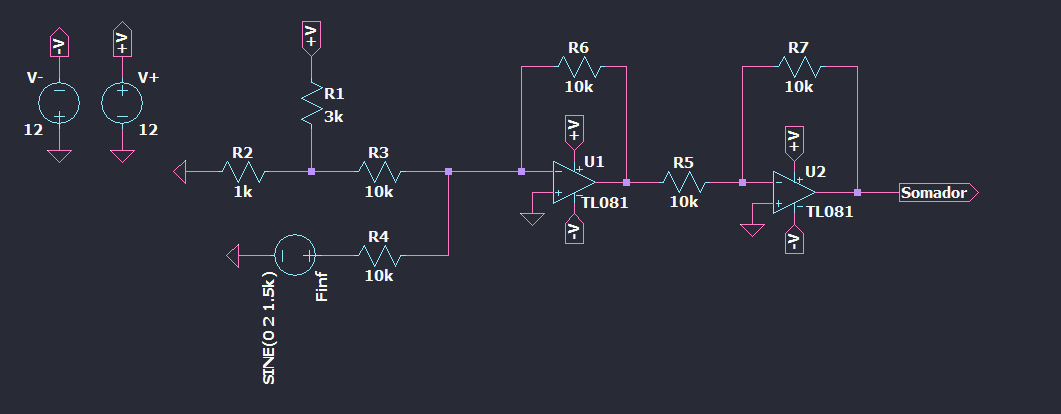 -V
+V
V-
12
V+
12
+V
R1
3k
R2
1k
R3
10k
R4
10k
SINE(0 2 1.5k)
Finf
R6
10k
+V
U1
TL081
-V
R5
10k
R7
10k
+V
U2
TL081
-V
Somador